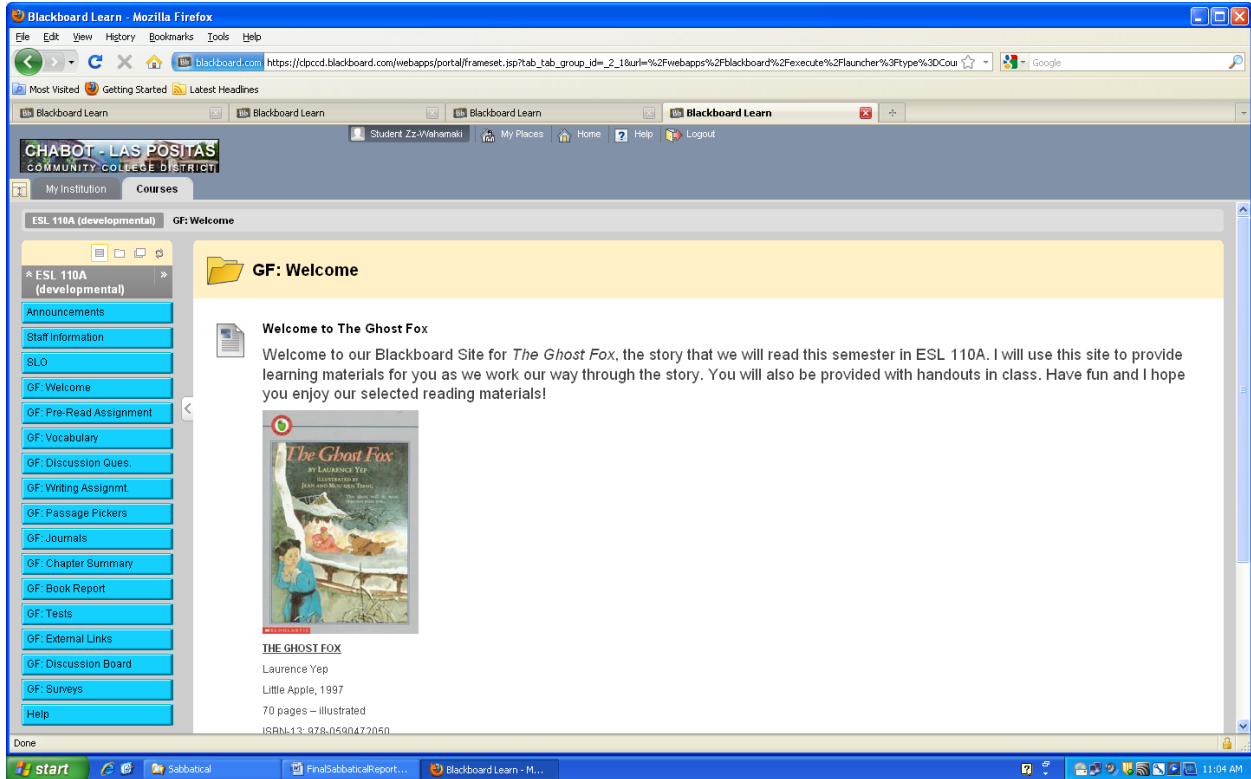 Blackboard Learn - Mozilla Firefox
File Edit View History Bookmarks Tools Help
blackboard.com https://clpccd.blackboard.com/webapps/portal/frameset.jsp?tab_tab_group_id=_2_1&url=%2Fwebapps%2Fblackboard%2Fexecute%2Flauncher%3Ftype%3DCour Google
Most Visited Getting Started Latest Headlines
Blackboard Learn Blackboard Learn Blackboard Learn Blackboard Learn
Student Zz-Wahamaki My Places Home Help Logout
CHABOT - LAS POSITAS
COMMUNITY COLLEGE DISTRICT
My Institution Courses
ESL 110A (developmental) GF: Welcome
GF: Welcome
ESL 110A
(developmental)
Announcements
Staff Information
SLO
GF: Welcome
GF: Pre-Read Assignment
GF: Vocabulary
GF: Discussion Ques.
GF: Writing Assignmt.
GF: Passage Pickers
GF: Journals
GF: Chapter Summary
GF: Book Report
GF: Tests
GF: External Links
GF: Discussion Board
GF: Surveys
Help
Welcome to The Ghost Fox
Welcome to our Blackboard Site for The Ghost Fox, the story that we will read this semester in ESL 110A. I will use this site to provide
learning materials for you as we work our way through the story. You will also be provided with handouts in class. Have fun and I hope
you enjoy our selected reading materials!
The Ghost Fox
BY LAURENCE YEP
ILLUSTRATED BY
SCHOLASTIC
THE GHOST FOX
Laurence Yep
Little Apple, 1997
70 pages – illustrated
ISBN-13: 978-0590472050
Done
start Sabbatical FinalSabbaticalReport... Blackboard Learn - M... 11:04 AM